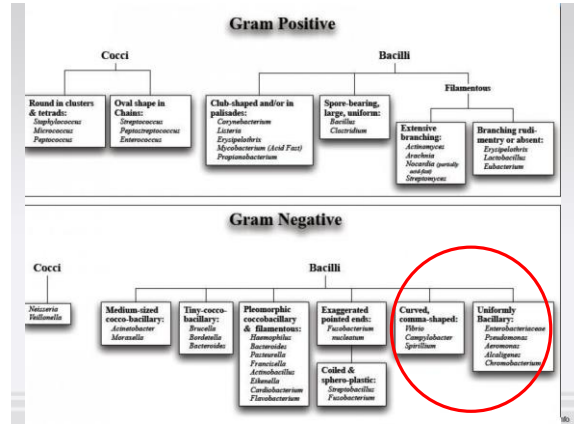 Gram Positive
Cocci
Bacilli
Filamentous
Round in clusters
& tetrads:
Staphylococcus
Micrococcus
Peptococcus
Oval shape in
Chains:
Streptococcus
Peptostreptococcus
Enterococcus
Club-shaped and/or in
palisades:
Corynebacterium
Listeria
Erysipelothrix
Mycobacterium (Acid Fast)
Propionobacterium
Spore-bearing,
large, uniform:
Bacillus
Clostridium
Extensive
branching:
Actinomyces
Arachnia
Nocardia (partially
acid-fast)
Streptomyces
Branching rudi-
mentry or absent:
Erysipelothrix
Lactobacillus
Eubacterium
Gram Negative
Cocci
Bacilli
Neisseria
Veillonella
Medium-sized
cocco-bacillary:
Acinetobacter
Moraxella
Tiny-cocco-
bacillary:
Brucella
Bordetella
Bacteroides
Pleomorphic
coccobacillary
& filamentous:
Haemophilus
Bacteroides
Pasteurella
Francisella
Actinobacillus
Eikenella
Cardiobacterium
Flavobacterium
Exaggerated
pointed ends:
Fusobacterium
nucleatum
Coiled &
sphero-plastic:
Streptobacillus
Fusobacterium
Curved,
comma-shaped:
Vibrio
Campylobacter
Spirillium
Uniformly
Bacillary:
Enterobacteriaceae
Pseudomonas
Aeromonas
Alcaligenes
Chromobacterium